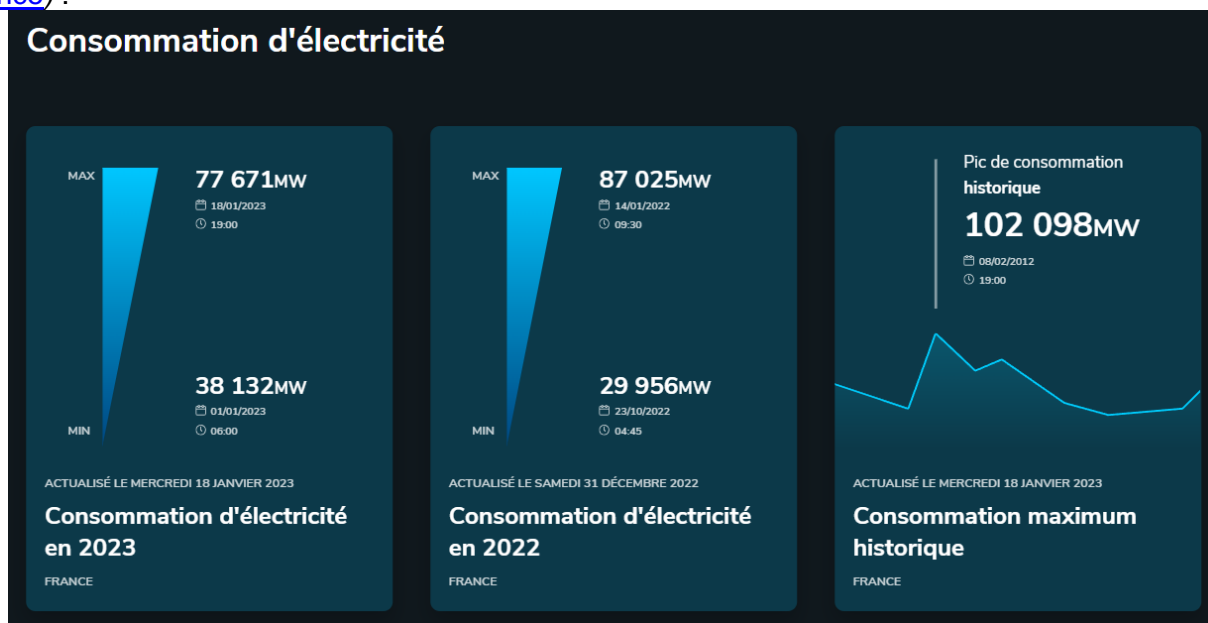 Consommation d'électricité
MAX
77 671MW
18/01/2023
19:00
38 132MW
01/01/2023
MIN
06:00
ACTUALISÉ LE MERCREDI 18 JANVIER 2023
Consommation d'électricité
en 2023
FRANCE
MAX
87 025MW
14/01/2022
09:30
29 956MW
23/10/2022
MIN
04:45
ACTUALISÉ LE SAMEDI 31 DÉCEMBRE 2022
Consommation d'électricité
en 2022
FRANCE
Pic de consommation
historique
102 098MW
08/02/2012
19:00
ACTUALISÉ LE MERCREDI 18 JANVIER 2023
Consommation maximum
historique
FRANCE